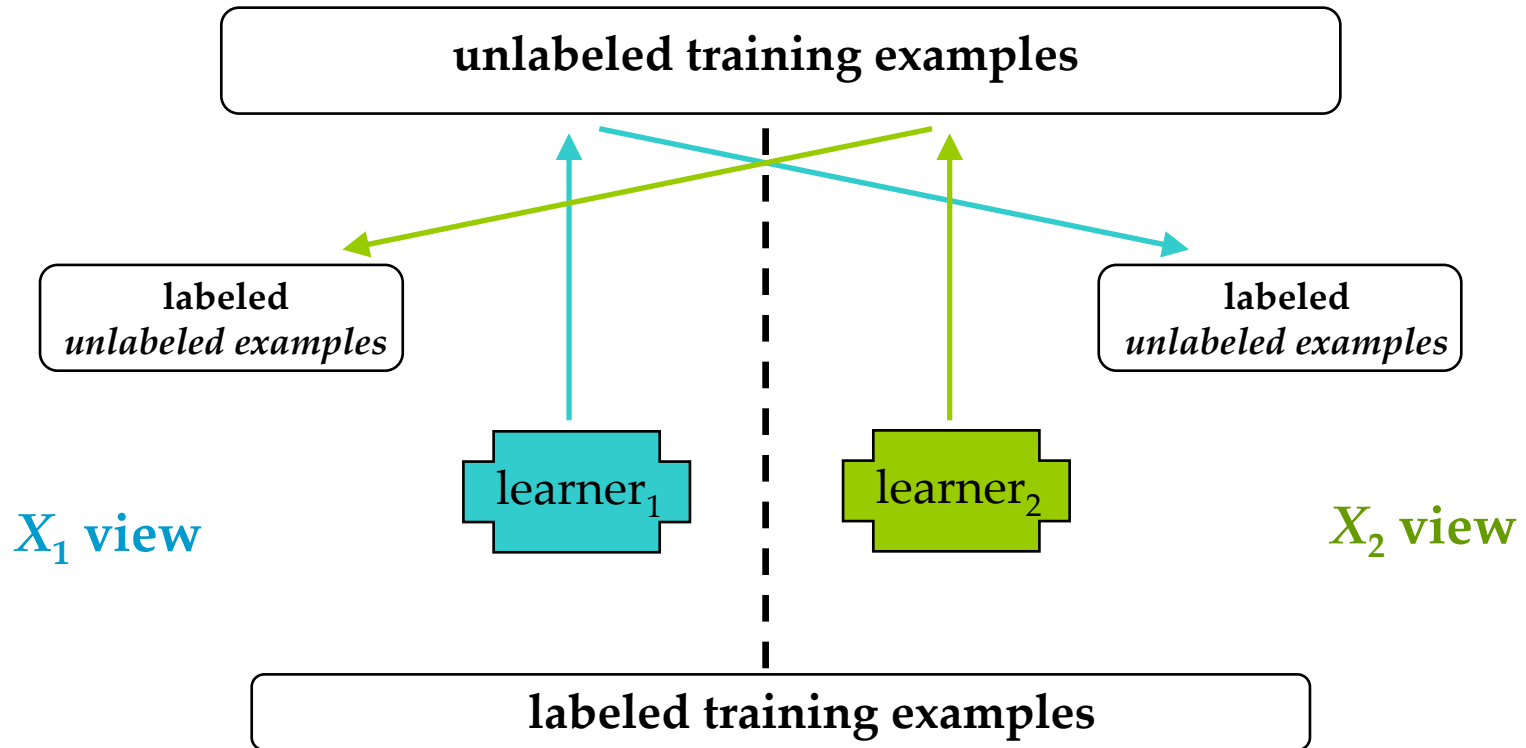 unlabeled training examples
labeled
unlabeled examples
labeled
unlabeled examples
learner₁
learner₂
X₁ view
X₂ view
labeled training examples